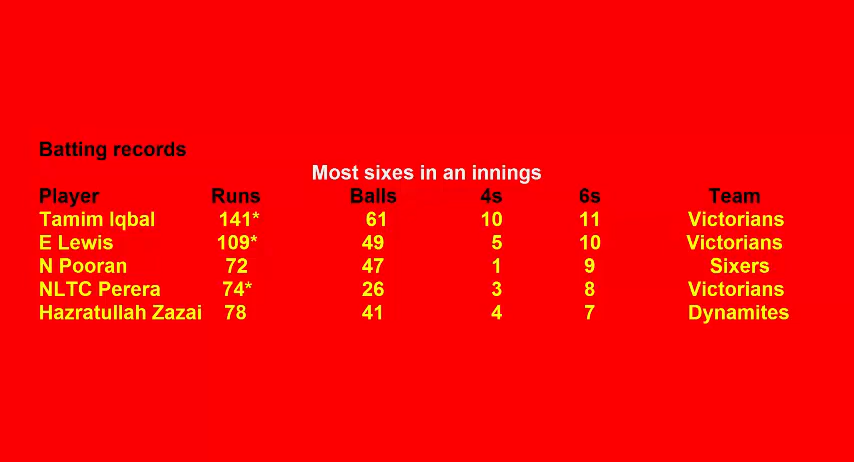 Batting records
Most sixes in an innings
Player Runs Balls 4s 6s Team
Tamim Iqbal 141* 61 10 11 Victorians
E Lewis 109* 49 5 10 Victorians
N Pooran 72 47 1 9 Sixers
NLTC Perera 74* 26 3 8 Victorians
Hazratullah Zazai 78 41 4 7 Dynamites